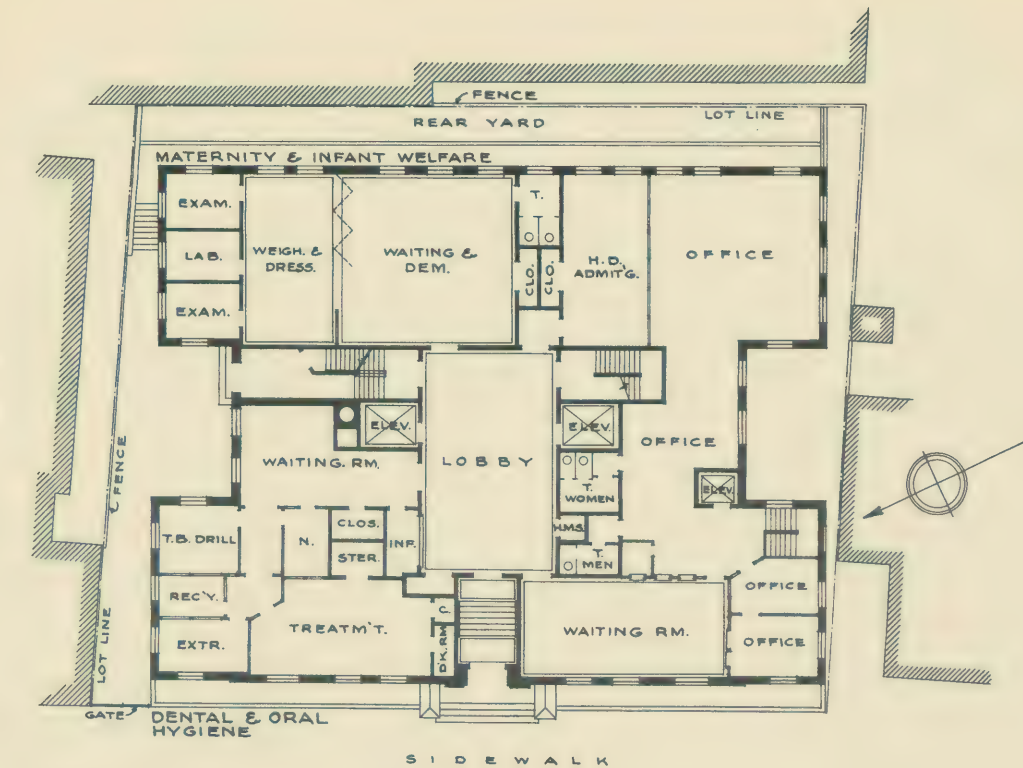 FENCE
REAR YARD
LOT LINE
MATERNITY & INFANT WELFARE
EXAM.
LAB.
EXAM.
WEIGH. &
DRESS.
WAITING &
DEM.
T.
CLO.
CLO.
H.D.
ADMIT'G.
OFFICE
ELEV.
LOBBY
ELEV.
OFFICE
WAITING. RM.
T.
WOMEN
ELEV.
FENCE
T.B. DRILL
N.
CLOS.
STER.
INF.
H.M.S.
T.
MEN
REC'Y.
EXTR.
TREATM'T.
C.
D'K. RM.
WAITING RM.
OFFICE
OFFICE
LOT LINE
GATE
DENTAL & ORAL
HYGIENE
SIDEWALK